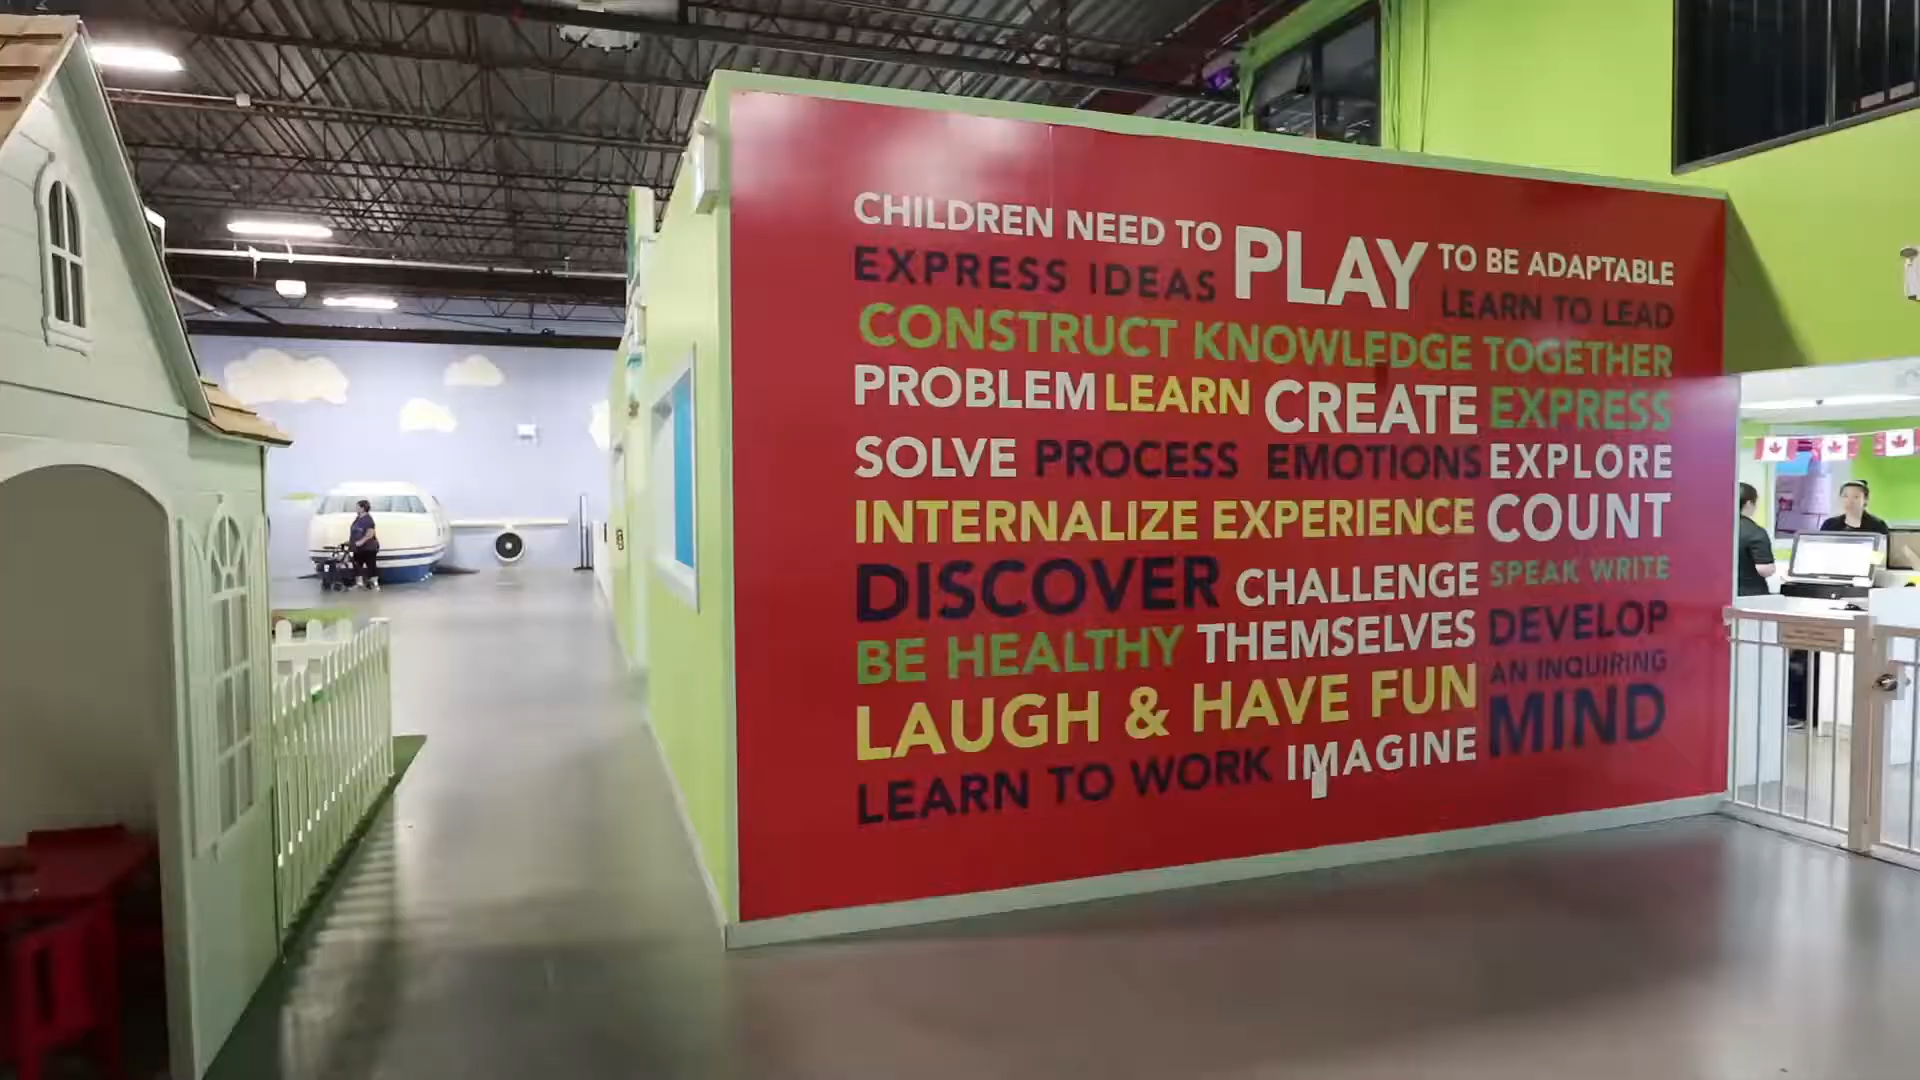 CHILDREN NEED TO PLAY TO BE ADAPTABLE
EXPRESS IDEAS LEARN TO LEAD
CONSTRUCT KNOWLEDGE TOGETHER
PROBLEM LEARN CREATE EXPRESS
SOLVE PROCESS EMOTIONS EXPLORE
INTERNALIZE EXPERIENCE COUNT
DISCOVER CHALLENGE SPEAK WRITE
BE HEALTHY THEMSELVES DEVELOP
LAUGH & HAVE FUN AN INQUIRING
LEARN TO WORK IMAGINE MIND